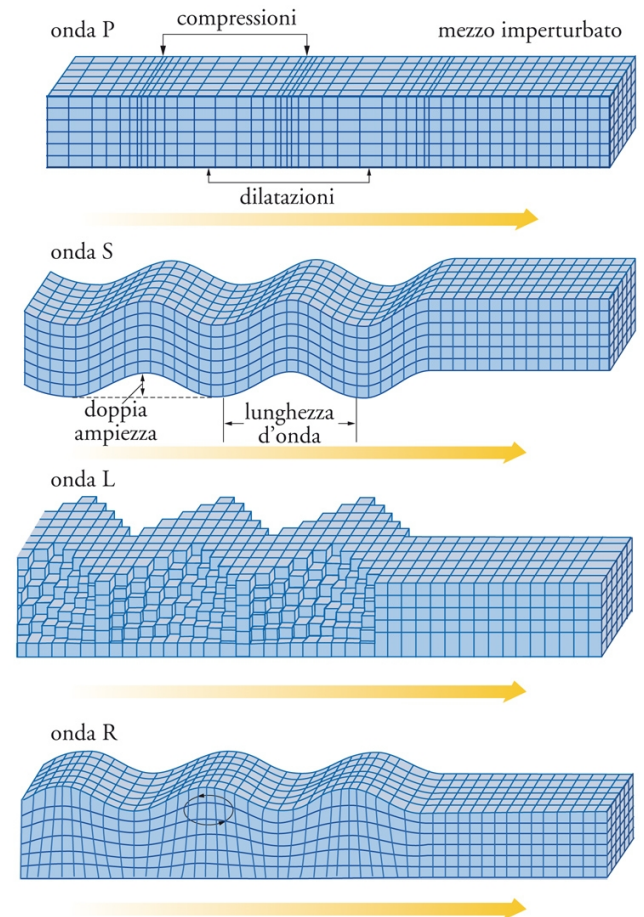 onda P
compressioni
mezzo imperturbato
dilatazioni
onda S
doppia
ampiezza
lunghezza
d’onda
onda L
onda R